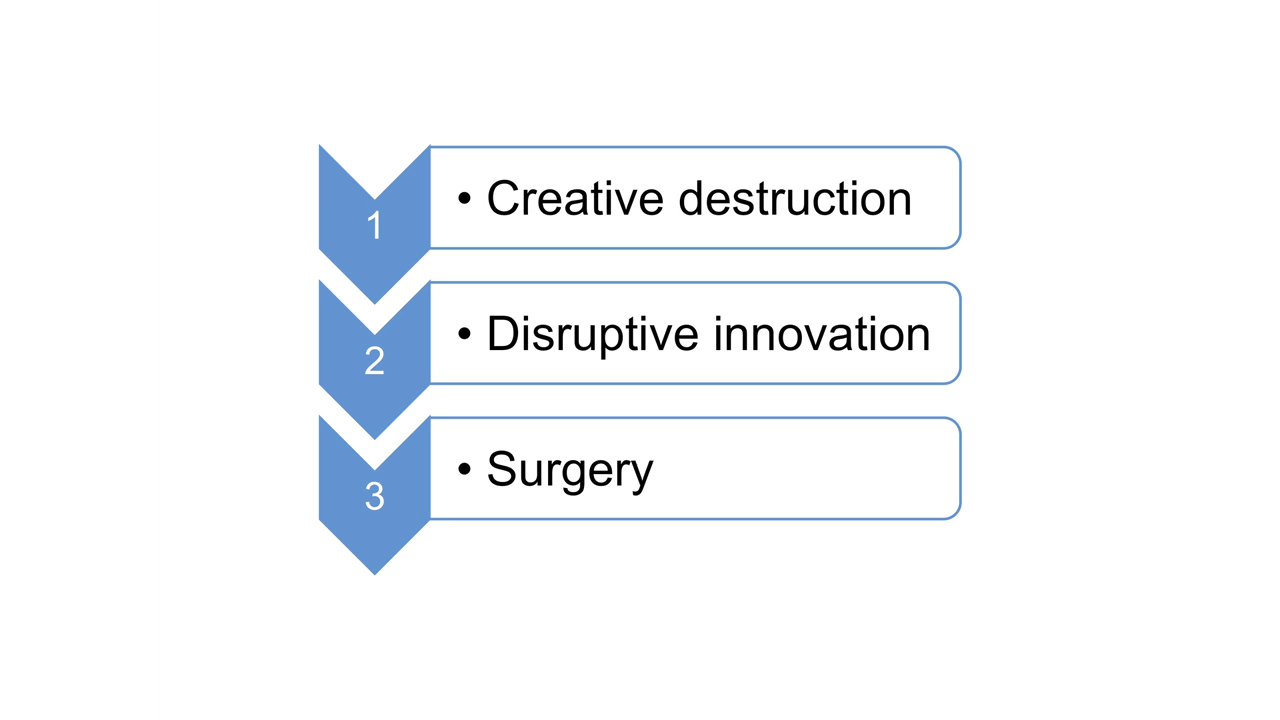 1
• Creative destruction
2
• Disruptive innovation
3
• Surgery